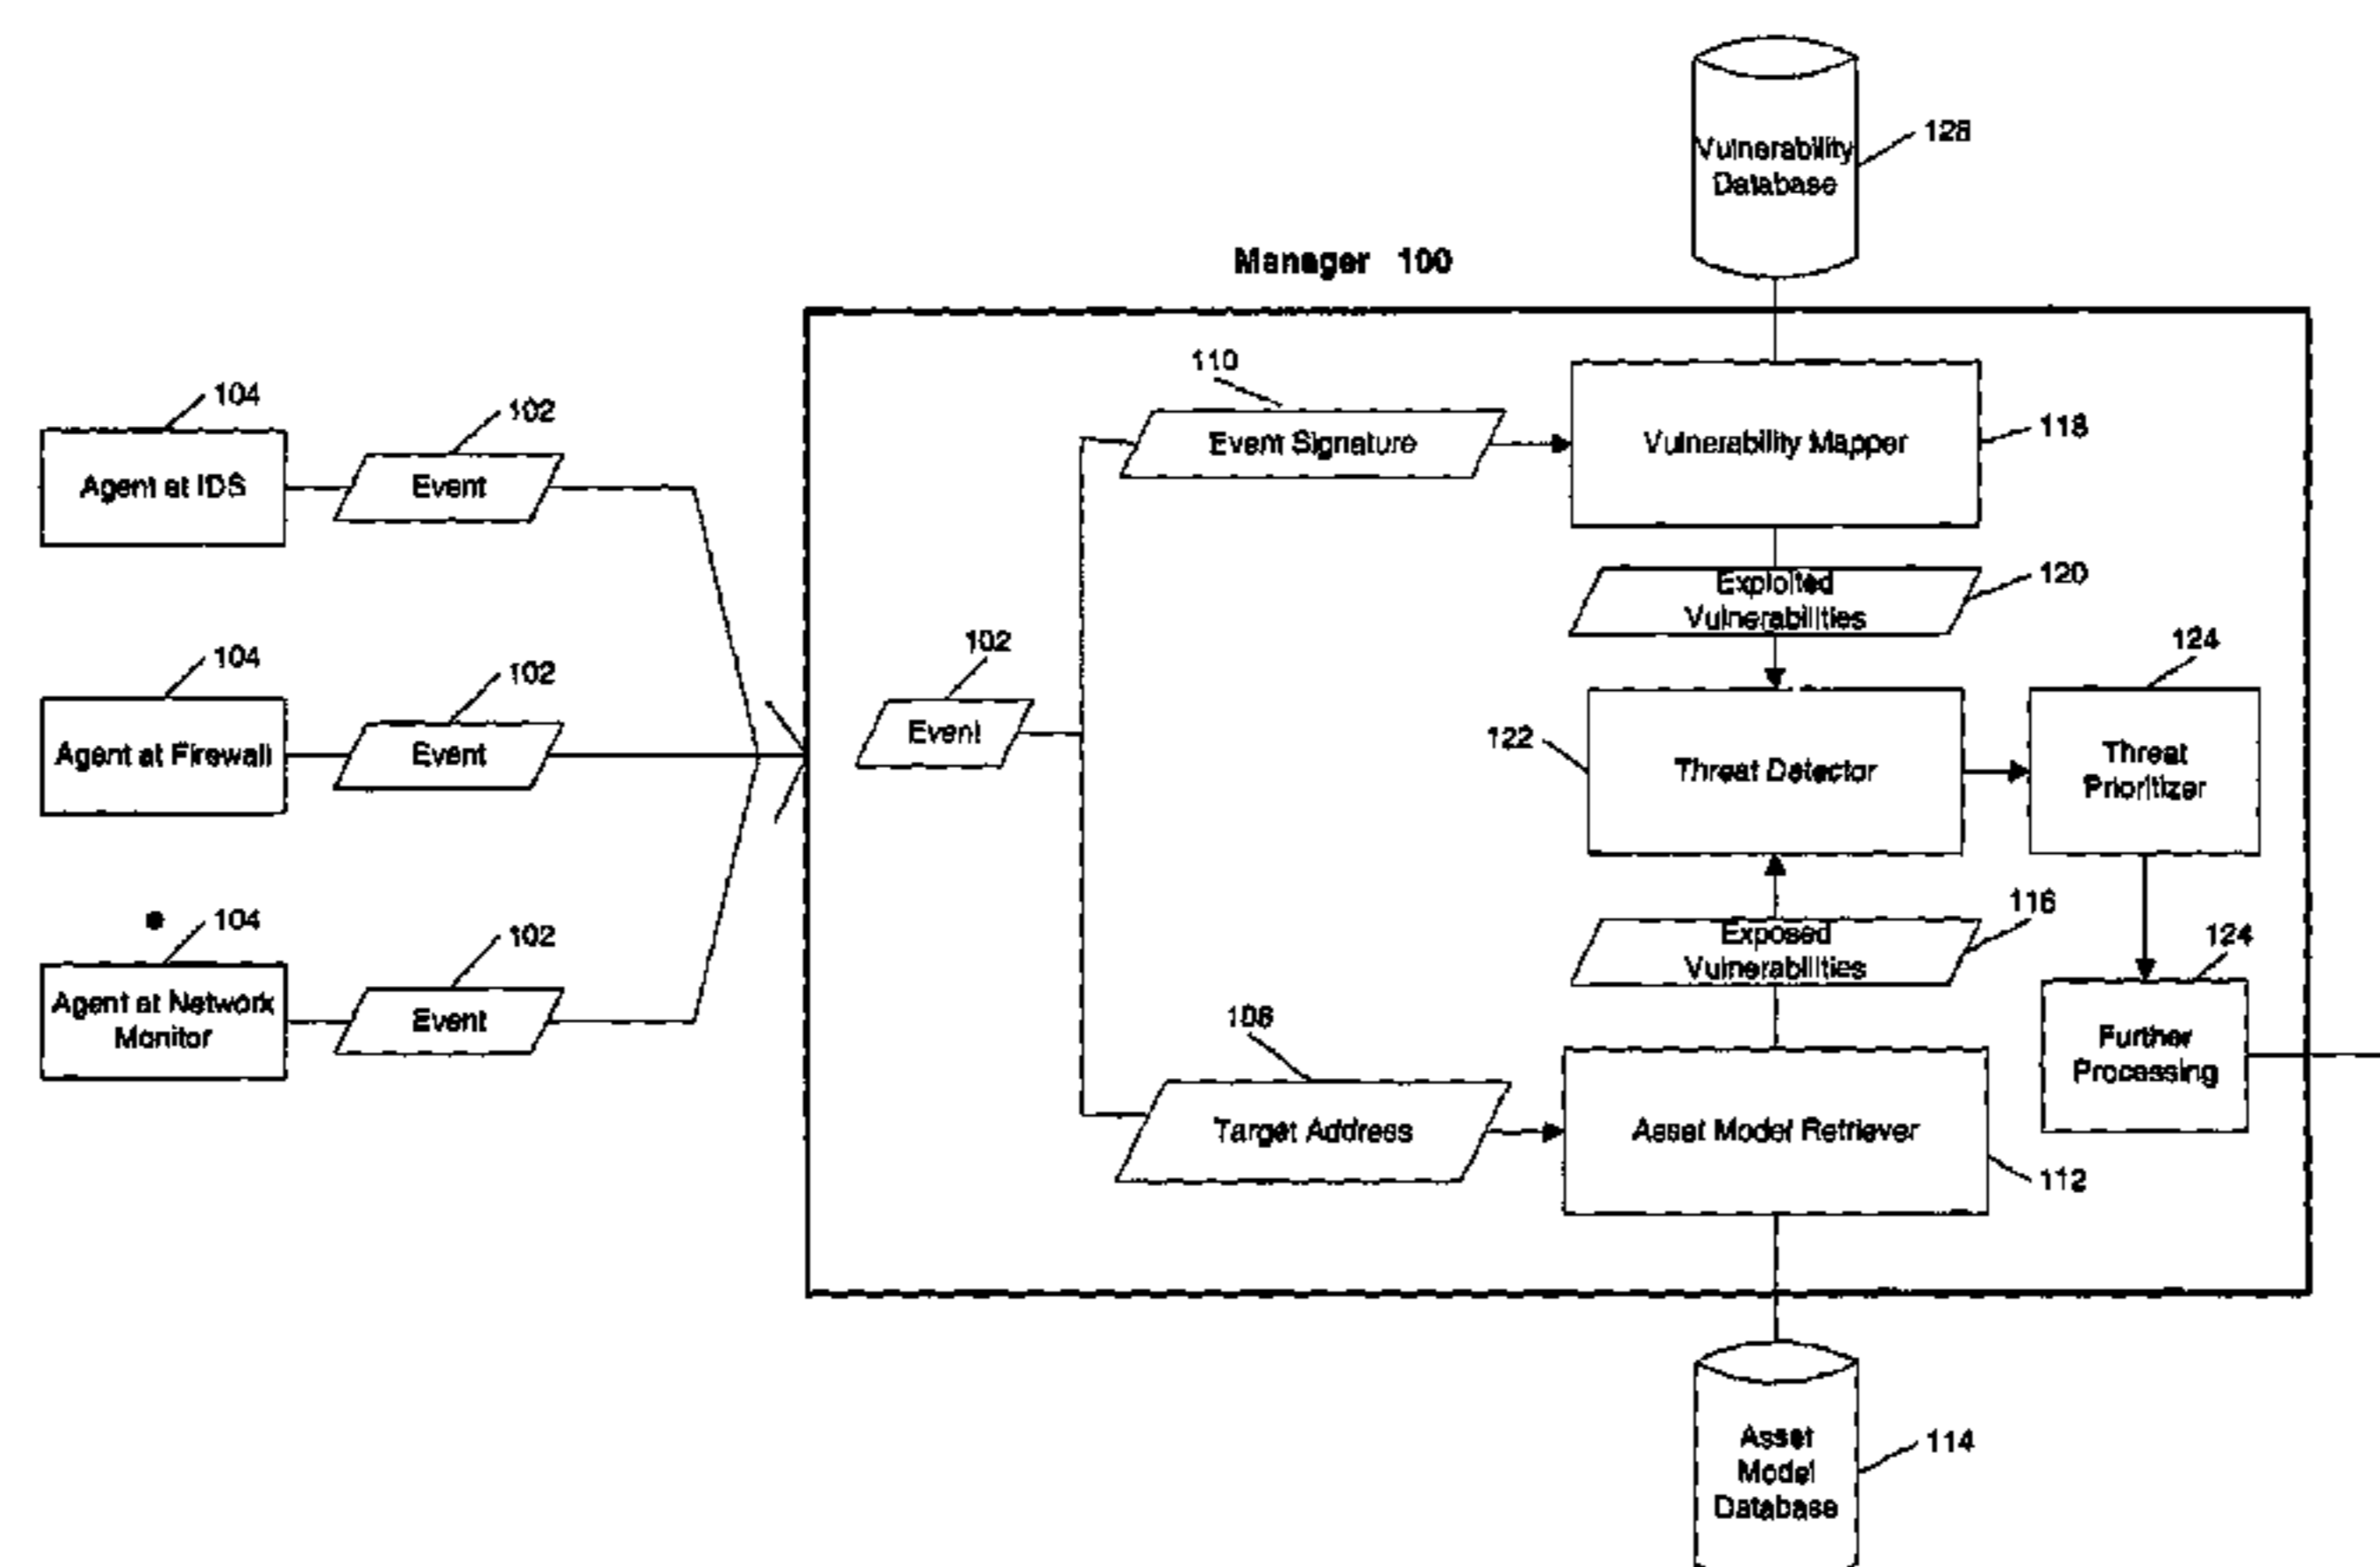 128
Vulnerability
Database
Manager 100
110
104
102
Event Signature
Vulnerability Mapper
118
Agent at IDS
Event
Exploited
Vulnerabilities
120
102
124
104
102
Event
122
Threat Detector
Threat
Prioritizer
Agent at Firewall
Event
116
Exposed
Vulnerabilities
124
104
102
Agent at Network
Monitor
Event
108
Further
Processing
Target Address
Asset Model Retriever
112
Asset
Model
Database
114